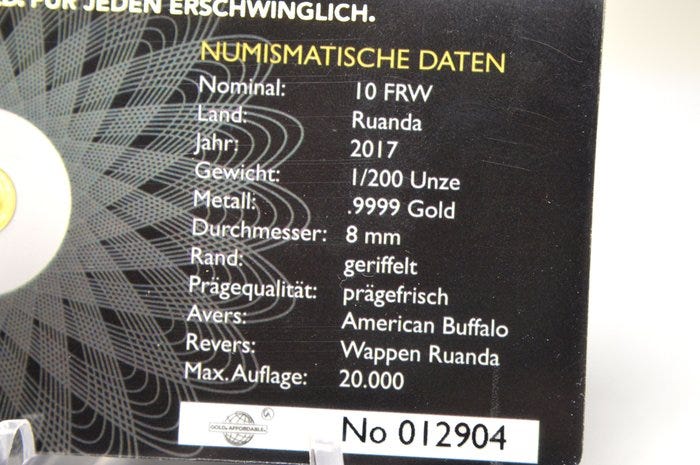 FÜR JEDEN ERSCHWINGLICH.
NUMISMATISCHE DATEN
Nominal: 10 FRW
Land: Ruanda
Jahr: 2017
Gewicht: 1/200 Unze
Metall: .9999 Gold
Durchmesser: 8 mm
Rand: geriffelt
Prägequalität: prägefrisch
Avers: American Buffalo
Revers: Wappen Ruanda
Max. Auflage: 20.000
GOLD. AFFORDABLE.
No 012904